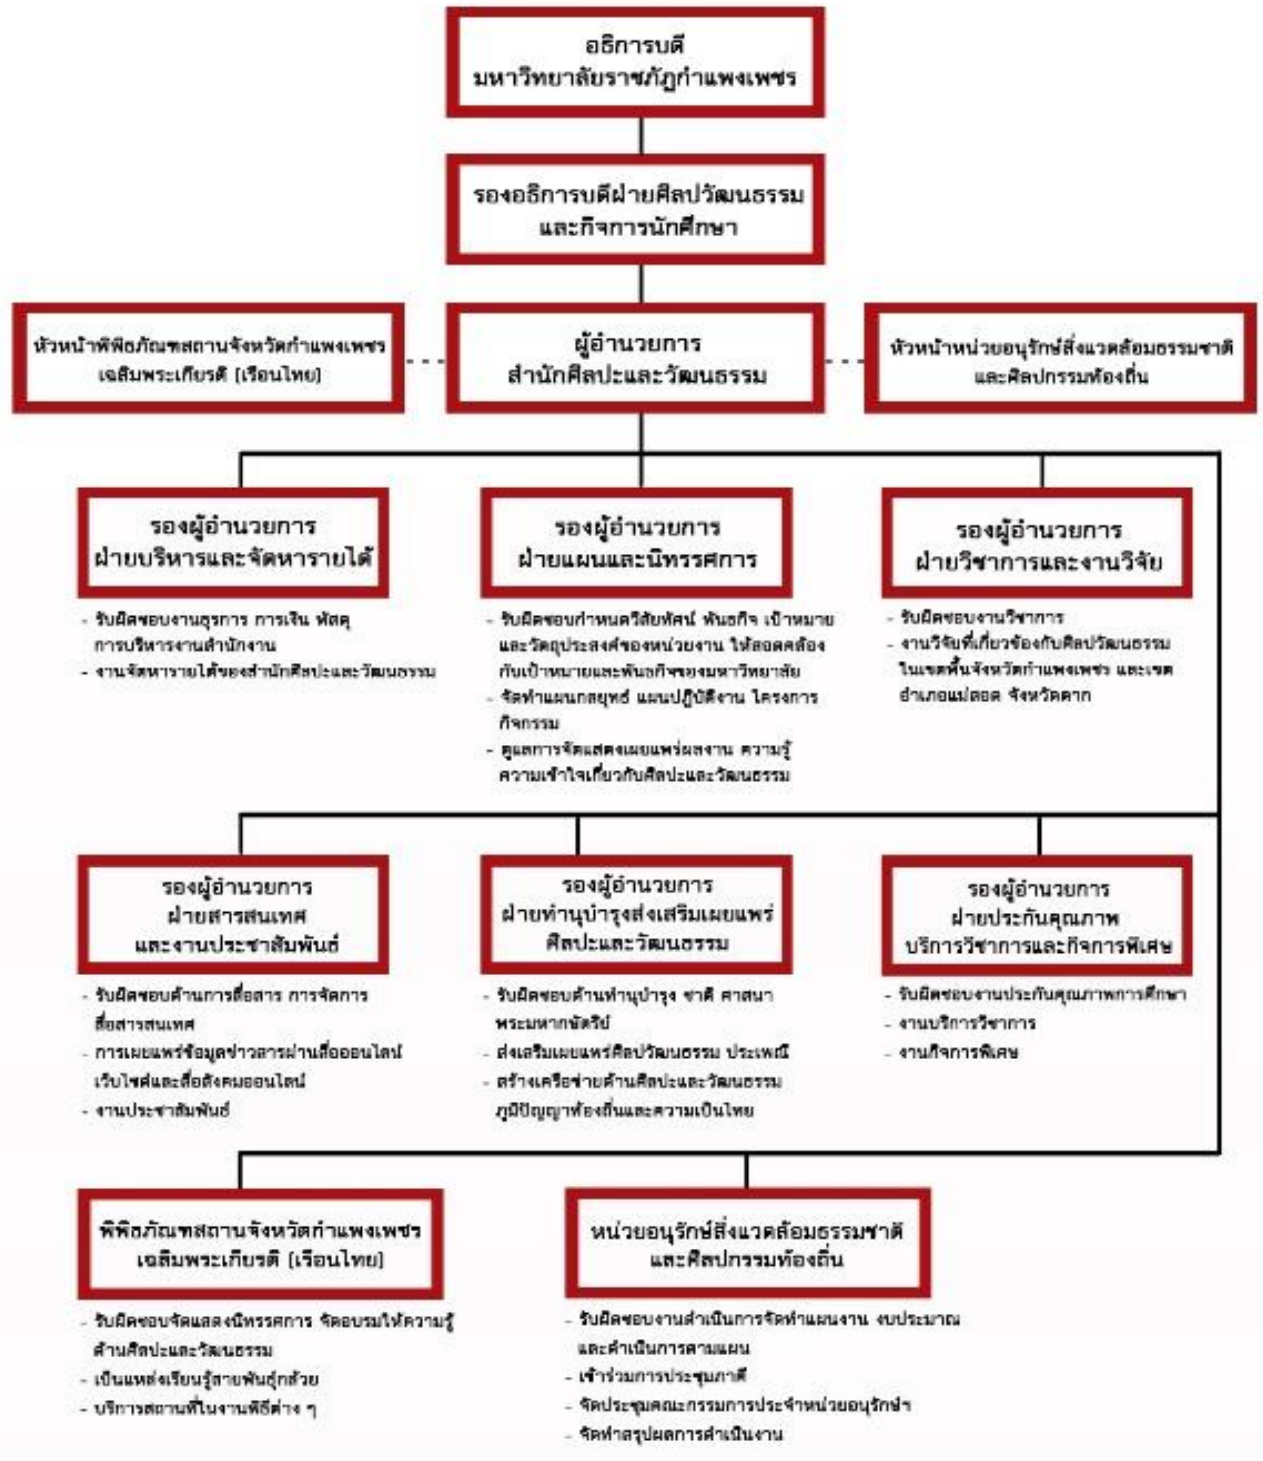 อธิการบดี
มหาวิทยาลัยราชภัฏกำแพงเพชร
รองอธิการบดีฝ่ายศิลปวัฒนธรรม
และกิจการนักศึกษา
หัวหน้าพิพิธภัณฑสถานจังหวัดกำแพงเพชร
เฉลิมพระเกียรติ (เรือนไทย)
ผู้อำนวยการ
สำนักศิลปะและวัฒนธรรม
หัวหน้าหน่วยอนุรักษ์สิ่งแวดล้อมธรรมชาติ
และศิลปกรรมท้องถิ่น
รองผู้อำนวยการ
ฝ่ายบริหารและจัดหารายได้
- รับผิดชอบงานธุรการ การเงิน พัสดุ
การบริหารงานสำนักงาน
- งานจัดหารายได้ของสำนักศิลปะและวัฒนธรรม
รองผู้อำนวยการ
ฝ่ายแผนและนิทรรศการ
- รับผิดชอบกำหนดวิสัยทัศน์ พันธกิจ เป้าหมาย
และวัตถุประสงค์ของหน่วยงาน ให้สอดคล้อง
กับเป้าหมายและพันธกิจของมหาวิทยาลัย
- จัดทำแผนกลยุทธ์ แผนปฏิบัติงาน โครงการ
กิจกรรม
- ดูแลการจัดแสดงเผยแพร่ผลงาน ความรู้
ความเข้าใจเกี่ยวกับศิลปะและวัฒนธรรม
รองผู้อำนวยการ
ฝ่ายวิชาการและงานวิจัย
- รับผิดชอบงานวิชาการ
- งานวิจัยที่เกี่ยวข้องกับศิลปวัฒนธรรม
ในเขตพื้นจังหวัดกำแพงเพชร และเขต
อำเภอแม่สอด จังหวัดตาก
รองผู้อำนวยการ
ฝ่ายสารสนเทศ
และงานประชาสัมพันธ์
- รับผิดชอบด้านการสื่อสาร การจัดการ
สื่อสารสนเทศ
- การเผยแพร่ข้อมูลข่าวสารผ่านสื่อออนไลน์
เว็บไซต์และสื่อสังคมออนไลน์
- งานประชาสัมพันธ์
รองผู้อำนวยการ
ฝ่ายทำนุบำรุงส่งเสริมเผยแพร่
ศิลปะและวัฒนธรรม
- รับผิดชอบด้านทำนุบำรุง ชาติ ศาสนา
พระมหากษัตริย์
- ส่งเสริมเผยแพร่ศิลปวัฒนธรรม ประเพณี
- สร้างเครือข่ายด้านศิลปะและวัฒนธรรม
ภูมิปัญญาท้องถิ่นและความเป็นไทย
รองผู้อำนวยการ
ฝ่ายประกันคุณภาพ
บริการวิชาการและกิจการพิเศษ
- รับผิดชอบงานประกันคุณภาพการศึกษา
- งานบริการวิชาการ
- งานกิจการพิเศษ
พิพิธภัณฑสถานจังหวัดกำแพงเพชร
เฉลิมพระเกียรติ (เรือนไทย)
- รับผิดชอบจัดแสดงนิทรรศการ จัดอบรมให้ความรู้
ด้านศิลปะและวัฒนธรรม
- เป็นแหล่งเรียนรู้สายพันธุ์กล้วย
- บริการสถานที่ในงานพิธีต่าง ๆ
หน่วยอนุรักษ์สิ่งแวดล้อมธรรมชาติ
และศิลปกรรมท้องถิ่น
- รับผิดชอบงานดำเนินการจัดทำแผนงาน งบประมาณ
และดำเนินการตามแผน
- เข้าร่วมการประชุมภาคี
- จัดประชุมคณะกรรมการประจำหน่วยอนุรักษ์ฯ
- จัดทำสรุปผลการดำเนินงาน